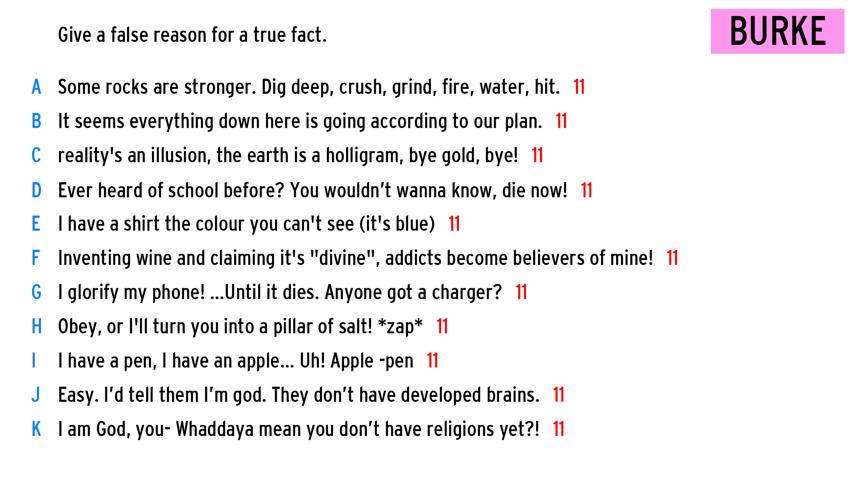 Give a false reason for a true fact.
BURKE
A Some rocks are stronger. Dig deep, crush, grind, fire, water, hit. 11
B It seems everything down here is going according to our plan. 11
C reality's an illusion, the earth is a holligram, bye gold, bye! 11
D Ever heard of school before? You wouldn’t wanna know, die now! 11
E I have a shirt the colour you can't see (it's blue) 11
F Inventing wine and claiming it's "divine", addicts become believers of mine! 11
G I glorify my phone! ...Until it dies. Anyone got a charger? 11
H Obey, or I'll turn you into a pillar of salt! *zap* 11
I I have a pen, I have an apple... Uh! Apple -pen 11
J Easy. I’d tell them I’m god. They don’t have developed brains. 11
K I am God, you- Whaddaya mean you don’t have religions yet?! 11